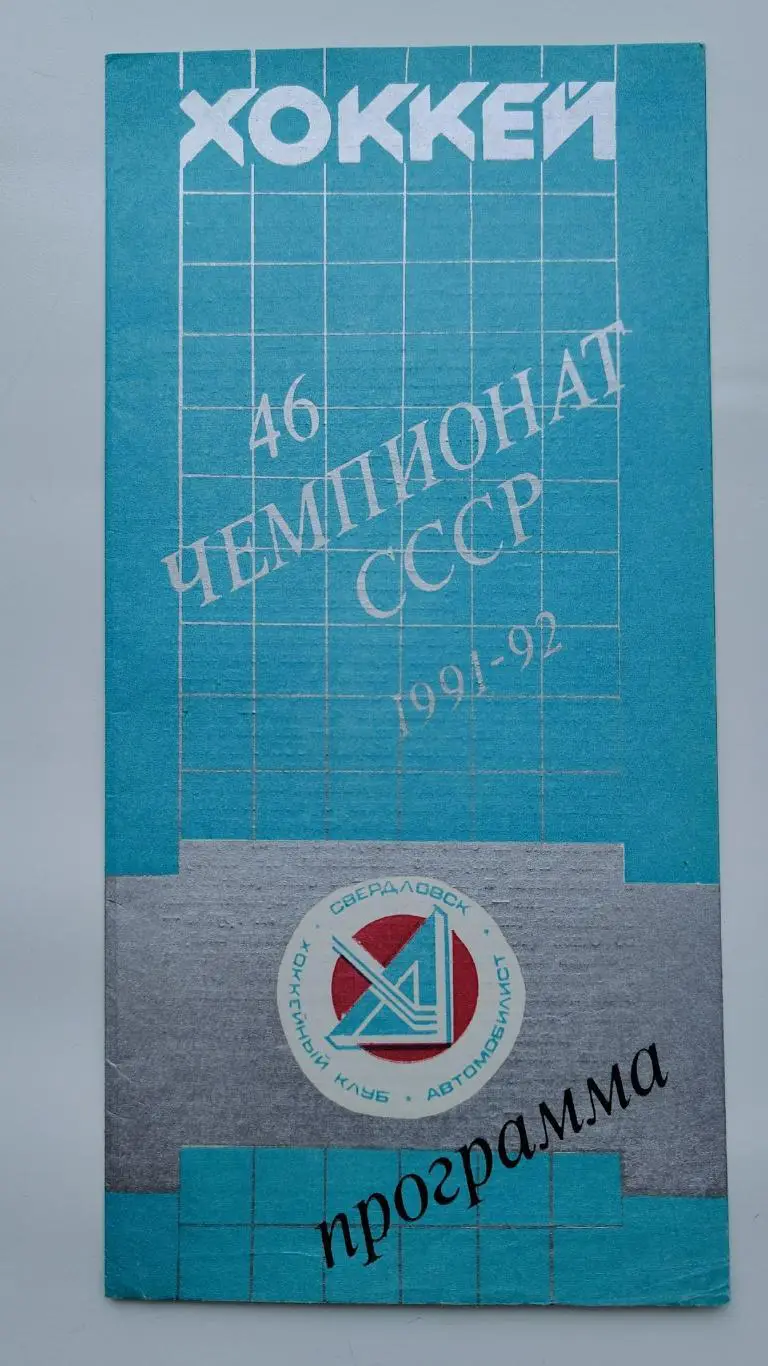 ХОККЕЙ
46
ЧЕМПИОНАТ
СССР
1991-92
• СВЕРДЛОВСК •
ХОККЕЙНЫЙ КЛУБ • АВТОМОБИЛИСТ
программа